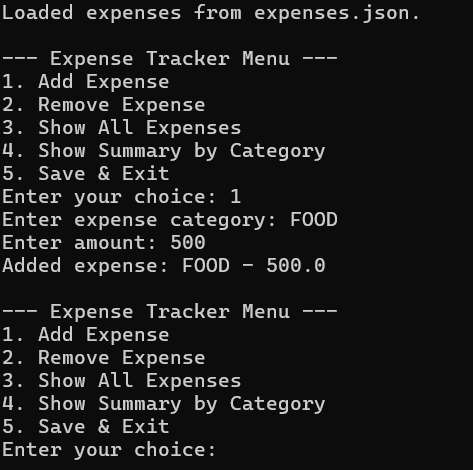 Loaded expenses from expenses.json.
--- Expense Tracker Menu ---
1. Add Expense
2. Remove Expense
3. Show All Expenses
4. Show Summary by Category
5. Save & Exit
Enter your choice: 1
Enter expense category: FOOD
Enter amount: 500
Added expense: FOOD - 500.0
--- Expense Tracker Menu ---
1. Add Expense
2. Remove Expense
3. Show All Expenses
4. Show Summary by Category
5. Save & Exit
Enter your choice: